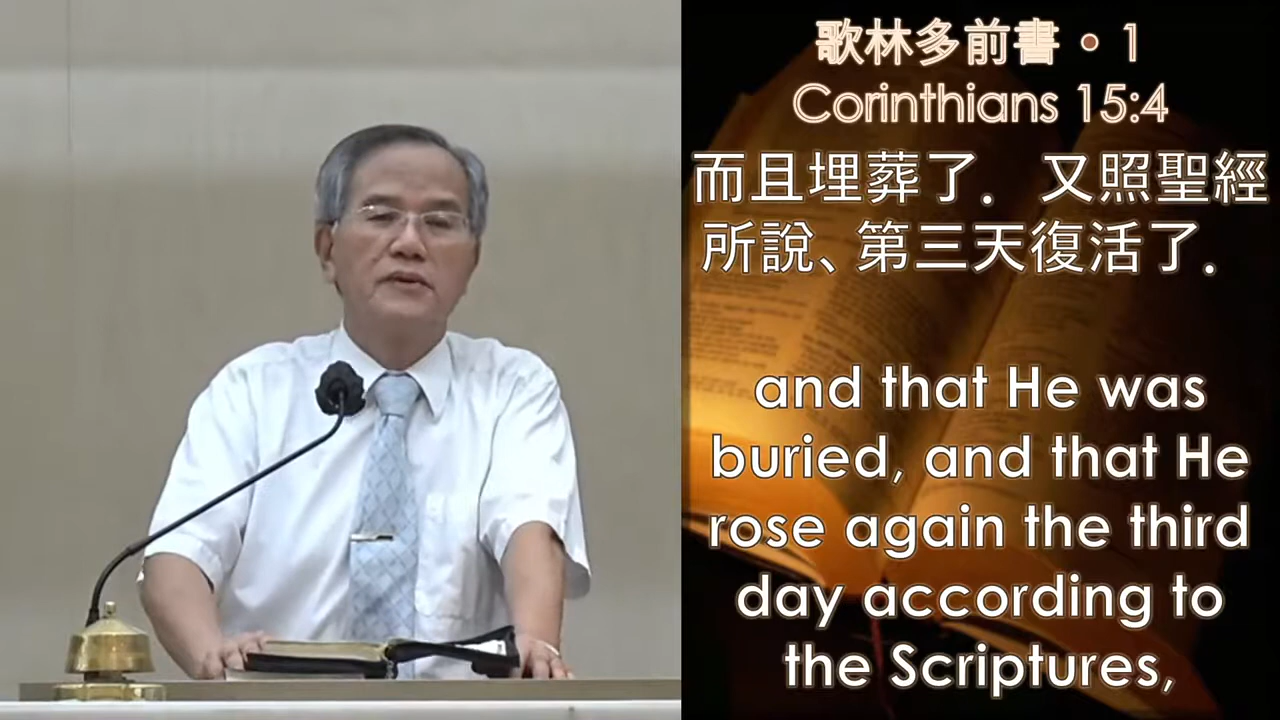 歌林多前書 • 1
Corinthians 15:4
而且埋葬了． 又照聖經
所說、第三天復活了．
and that He was
buried, and that He
rose again the third
day according to
the Scriptures,